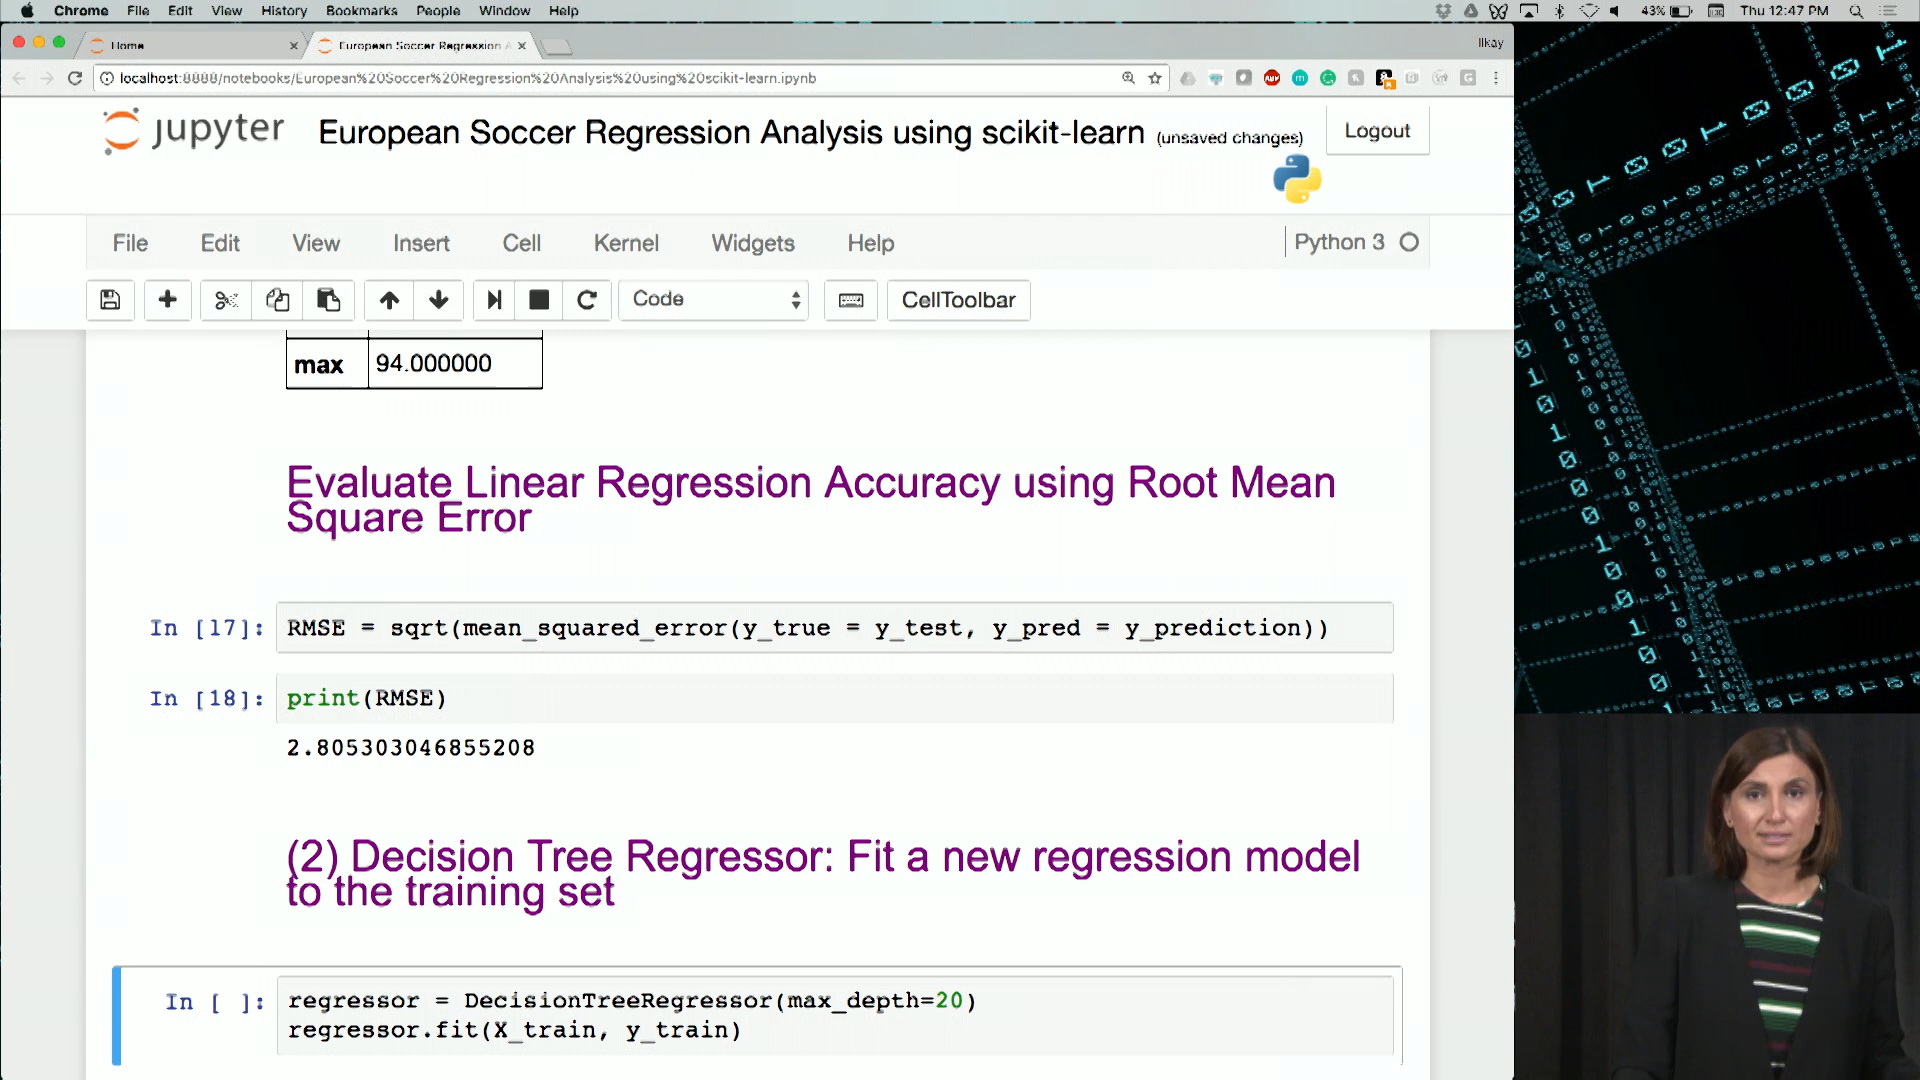 Chrome File Edit View History Bookmarks People Window Help 43% Thu 12:47 PM
Home European Soccer Regression A Ilkay
localhost:8888/notebooks/European%20Soccer%20Regression%20Analysis%20using%20scikit-learn.ipynb
jupyter European Soccer Regression Analysis using scikit-learn (unsaved changes) Logout
File Edit View Insert Cell Kernel Widgets Help Python 3
Code CellToolbar
max 94.000000
Evaluate Linear Regression Accuracy using Root Mean
Square Error
In [17]: RMSE = sqrt(mean_squared_error(y_true = y_test, y_pred = y_prediction))
In [18]: print(RMSE)
2.805303046855208
(2) Decision Tree Regressor: Fit a new regression model
to the training set
In [ ]: regressor = DecisionTreeRegressor(max_depth=20)
regressor.fit(X_train, y_train)